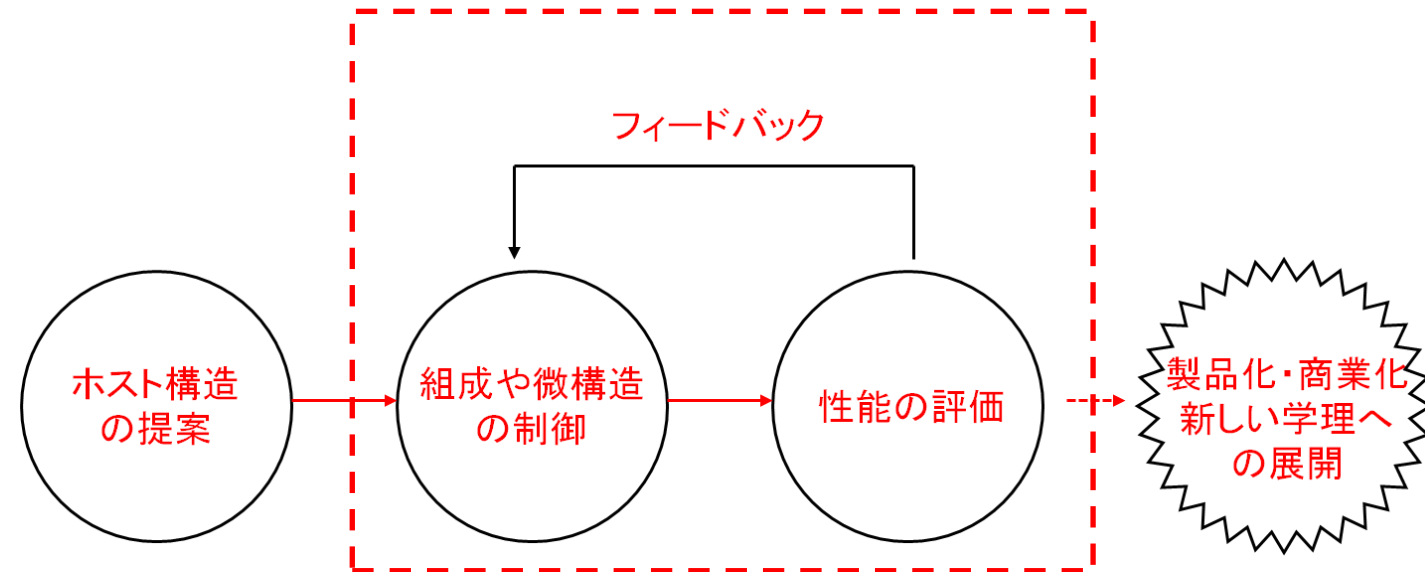 フィードバック
ホスト構造
の提案
組成や微構造
の制御
性能の評価
製品化・商業化
新しい学理へ
の展開